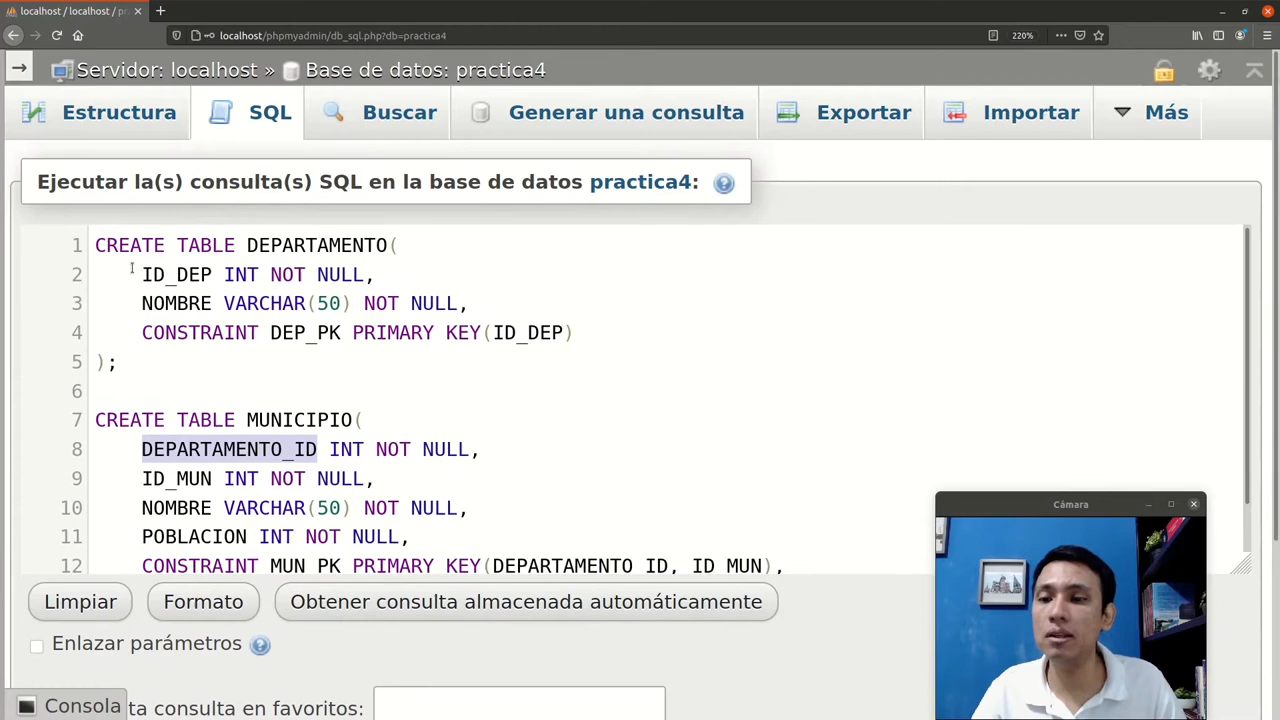 localhost / localhost / pr
localhost/phpmyadmin/db_sql.php?db=practica4
220%
Servidor: localhost » Base de datos: practica4
Estructura
SQL
Buscar
Generar una consulta
Exportar
Importar
Más
Ejecutar la(s) consulta(s) SQL en la base de datos practica4:
1 CREATE TABLE DEPARTAMENTO(
2 ID_DEP INT NOT NULL,
3 NOMBRE VARCHAR(50) NOT NULL,
4 CONSTRAINT DEP_PK PRIMARY KEY(ID_DEP)
5 );
6
7 CREATE TABLE MUNICIPIO(
8 DEPARTAMENTO_ID INT NOT NULL,
9 ID_MUN INT NOT NULL,
10 NOMBRE VARCHAR(50) NOT NULL,
11 POBLACION INT NOT NULL,
12 CONSTRAINT MUN_PK PRIMARY KEY(DEPARTAMENTO_ID, ID_MUN),
Cámara
Limpiar
Formato
Obtener consulta almacenada automáticamente
Enlazar parámetros
Consola
ta consulta en favoritos: